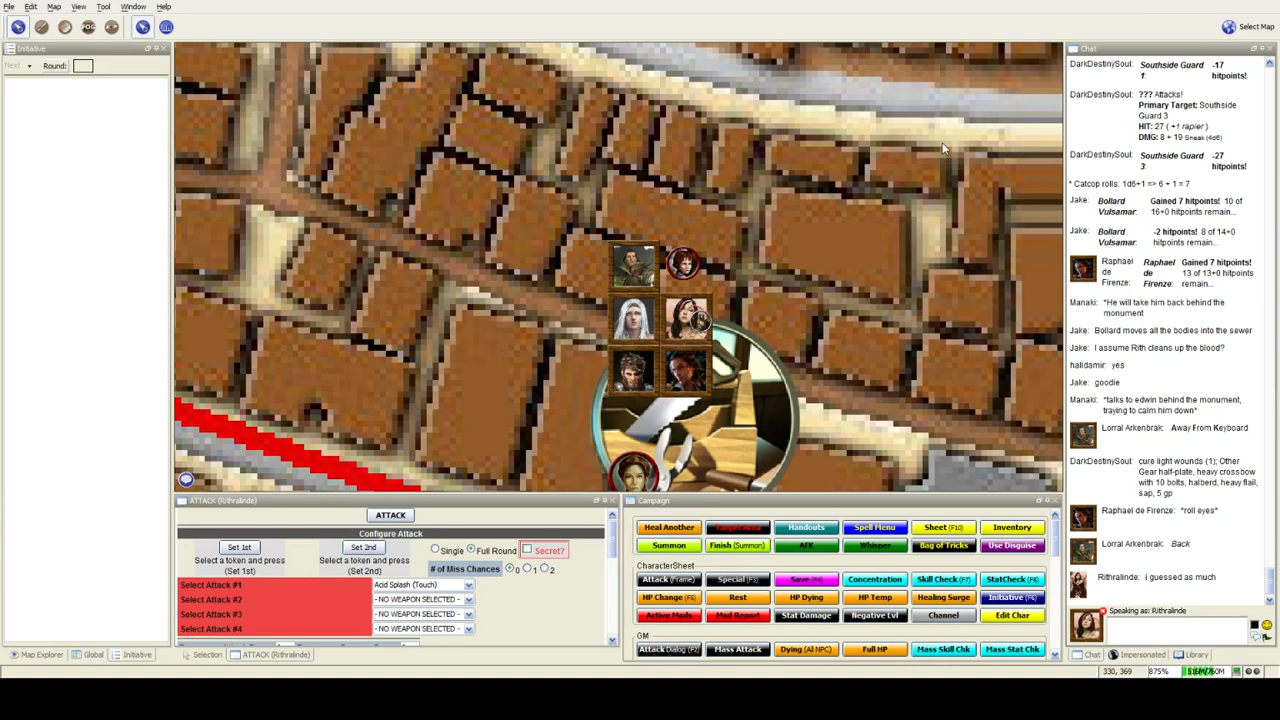 File Edit Map View Tool Window Help
FOG
Select Map
Initiative
Next Round:
Chat
DarkDestinySoul: Southside Guard -17
1: hitpoints!
DarkDestinySoul: ??? Attacks!
Primary Target: Southside
Guard 3
HIT: 27 ( +1 rapier )
DMG: 8 + 19 Sneak (4d6)
DarkDestinySoul: Southside Guard -27
3: hitpoints!
* Catcop rolls: 1d6+1 => 6 + 1 = 7
Jake: Bollard Gained 7 hitpoints! 10 of
Vulsamar: 16+0 hitpoints remain...
Jake: Bollard -2 hitpoints! 8 of 14+0
Vulsamar: hitpoints remain...
Raphael Raphael Gained 7 hitpoints!
de de 13 of 13+0 hitpoints
Firenze: Firenze: remain...
Manaki: *He will take him back behind the
monument
Jake: Bollard moves all the bodies into the sewer
Jake: I assume Rith cleans up the blood?
halldamir: yes
Jake: goodie
Manaki: *talks to edwin behind the monument,
traying to calm him down*
Lorral Arkenbrak: Away From Keyboard
DarkDestinySoul: cure light wounds (1); Other
Gear half-plate, heavy crossbow
with 10 bolts, halberd, heavy flail,
sap, 5 gp
Raphael de Firenze: *roll eyes*
Lorral Arkenbrak: Back
Rithralinde: i guessed as much
Speaking as: Rithralinde
ATTACK (Rithralinde)
ATTACK
Configure Attack
Set 1st Set 2nd Single Full Round Secret?
Select a token and press Select a token and press
(Set 1st) (Set 2nd) # of Miss Chances 0 1 2
Select Attack #1 Add Splash (Touch)
Select Attack #2 - NO WEAPON SELECTED -
Select Attack #3 - NO WEAPON SELECTED -
Select Attack #4 - NO WEAPON SELECTED -
Campaign
Heal Another Target Area Handouts Spell Menu Sheet (F10) Inventory
Summon Finish (Summon) AFK Whisper Bag of Tricks Use Disguise
CharacterSheet
Attack (Frame) Special (F3) Save (F4) Concentration Skill Check (F7) StatCheck (F8)
HP Change (F5) Rest HP Dying HP Temp Healing Surge Initiative (F6)
Active Mods Mod Report Stat Damage Negative Lvl Channel Edit Char
GM
Attack Dialog (F2) Mass Attack Dying (All NPC) Full HP Mass Skill Chk Mass Stat Chk
Map Explorer Global Initiative Selection ATTACK (Rithralinde) Chat Impersonated Library
330, 369 875% 516M/760M